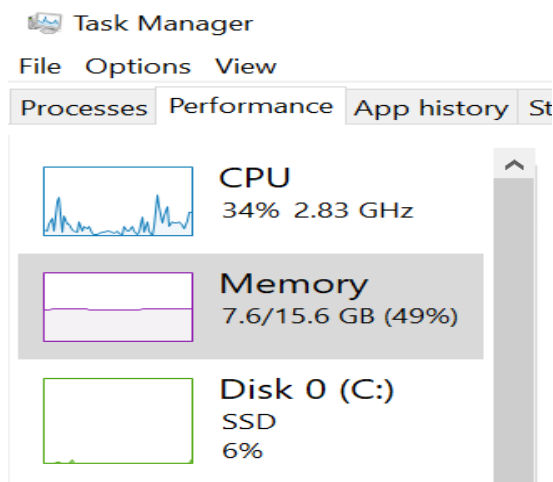 Task Manager
File Options View
Processes Performance App history St
CPU
34% 2.83 GHz
Memory
7.6/15.6 GB (49%)
Disk 0 (C:)
SSD
6%